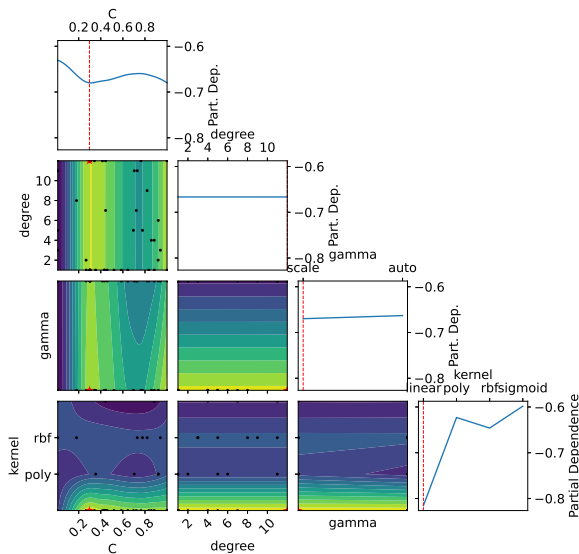 C
0.2 0.4 0.6 0.8
−0.6
−0.7
−0.8
Part. Dep.
degree
2 4 6 8 10
10
8
6
4
2
degree
−0.6
−0.7
−0.8
Part. Dep.
gamma
scale auto
gamma
−0.6
−0.7
−0.8
Part. Dep.
kernel
linear poly rbf sigmoid
rbf
poly
kernel
−0.6
−0.7
−0.8
Partial Dependence
0.2 0.4 0.6 0.8
C
2 4 6 8 10
degree
gamma